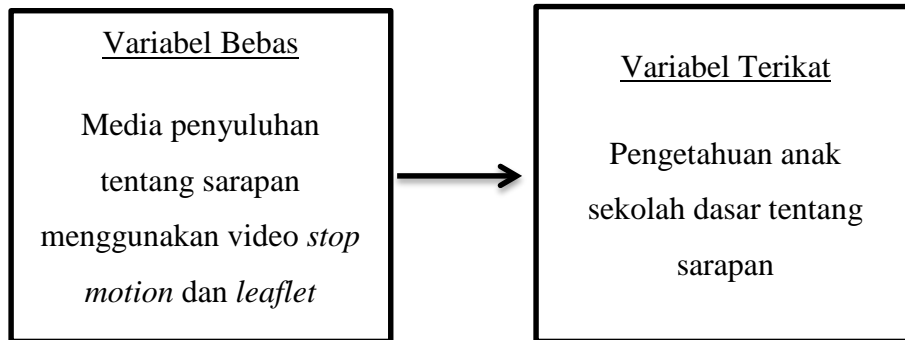 Variabel Bebas
Media penyuluhan
tentang sarapan
menggunakan video stop
motion dan leaflet
Variabel Terikat
Pengetahuan anak
sekolah dasar tentang
sarapan